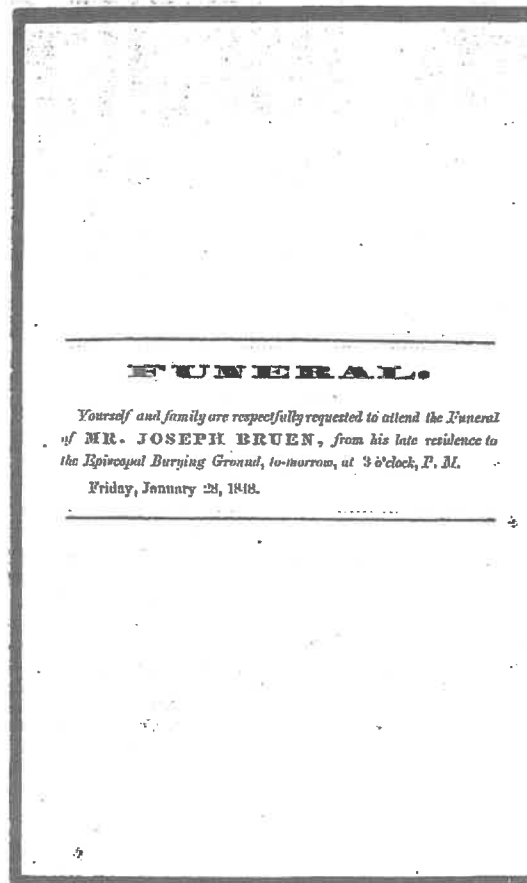 FUNERAL.
Yourself and family are respectfully requested to attend the Funeral
of MR. JOSEPH BRUEN, from his late residence to
the Episcopal Burying Ground, to-morrow, at 3 o'clock, P. M.
Friday, January 28, 1848.